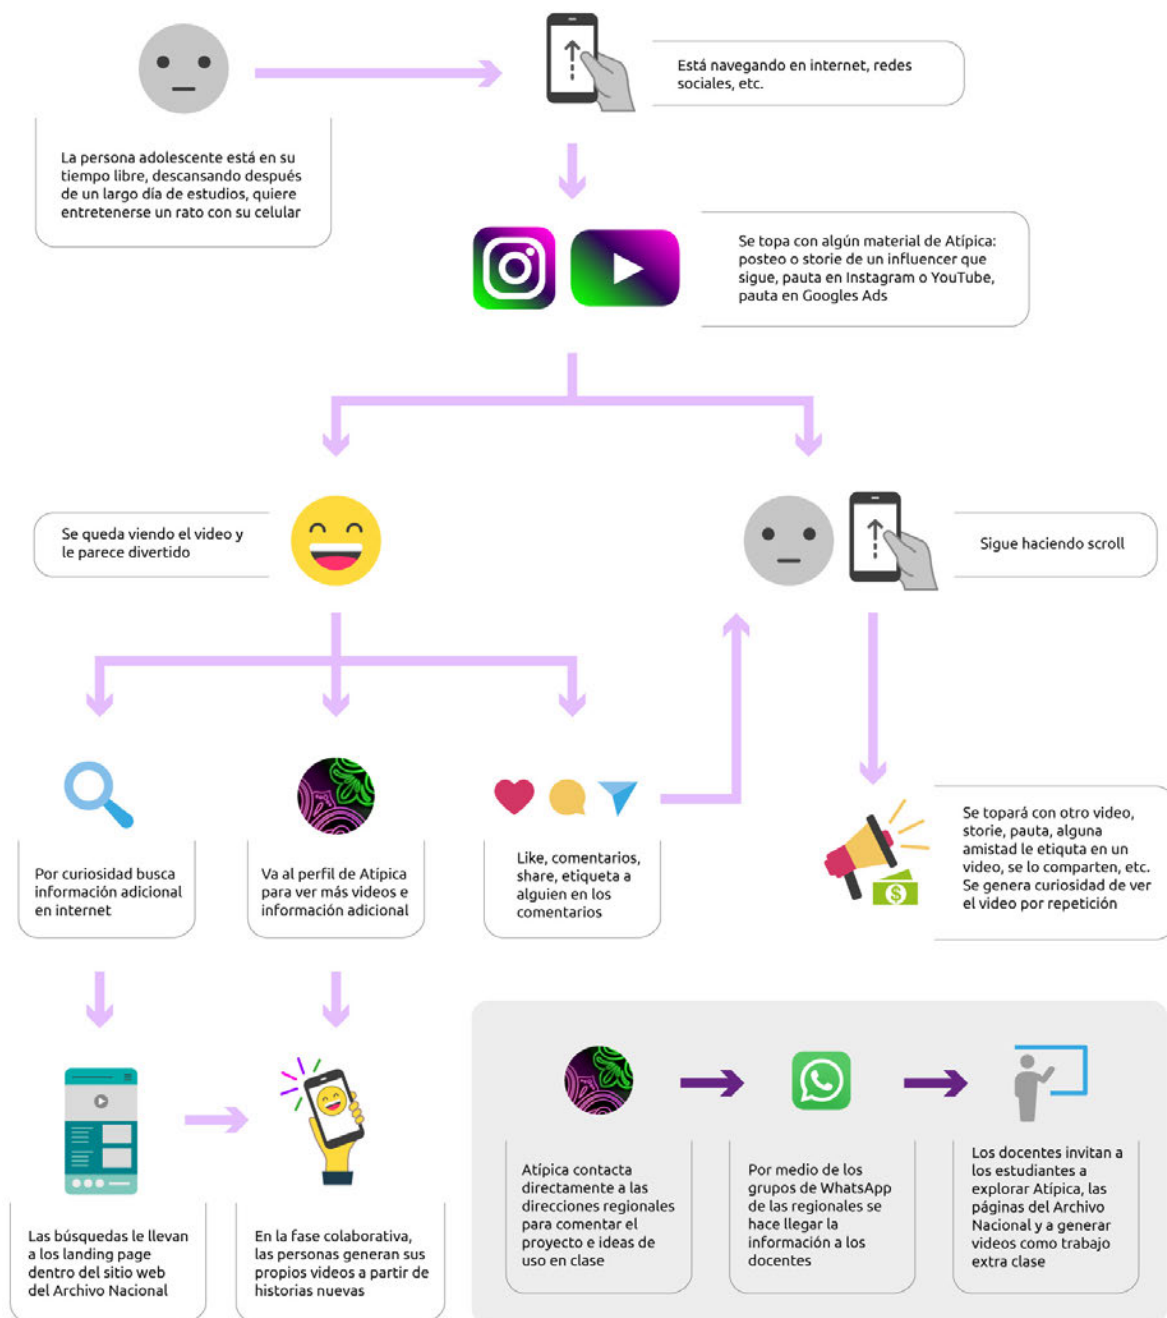 Está navegando en internet, redes
sociales, etc.
La persona adolescente está en su
tiempo libre, descansando después
de un largo día de estudios, quiere
entretenerse un rato con su celular
Se topa con algún material de Atípica:
posteo o storie de un influencer que
sigue, pauta en Instagram o YouTube,
pauta en Googles Ads
Se queda viendo el video y
le parece divertido
Sigue haciendo scroll
Por curiosidad busca
información adicional
en internet
Va al perfil de Atípica
para ver más videos e
información adicional
Like, comentarios,
share, etiqueta a
alguien en los
comentarios
Se topará con otro video,
storie, pauta, alguna
amistad le etiquta en un
video, se lo comparten, etc.
Se genera curiosidad de ver
el video por repetición
$
Las búsquedas le llevan
a los landing page
dentro del sitio web
del Archivo Nacional
En la fase colaborativa,
las personas generan sus
propios videos a partir de
historias nuevas
Atípica contacta
directamente a las
direcciones regionales
para comentar el
proyecto e ideas de
uso en clase
Por medio de los
grupos de WhatsApp
de las regionales se
hace llegar la
información a los
docentes
Los docentes invitan a
los estudiantes a
explorar Atípica, las
páginas del Archivo
Nacional y a generar
videos como trabajo
extra clase